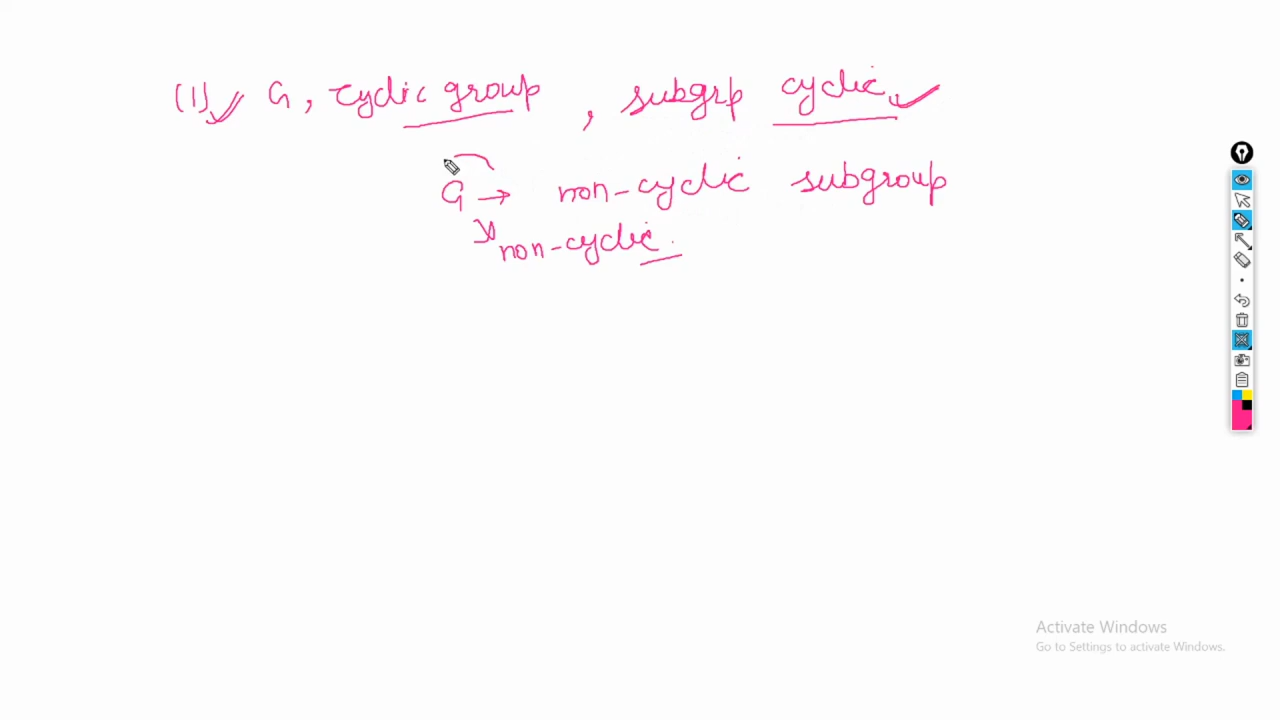 (1) G, cyclic group, subgrp cyclic
G → non-cyclic subgroup
non-cyclic.
Activate Windows
Go to Settings to activate Windows.